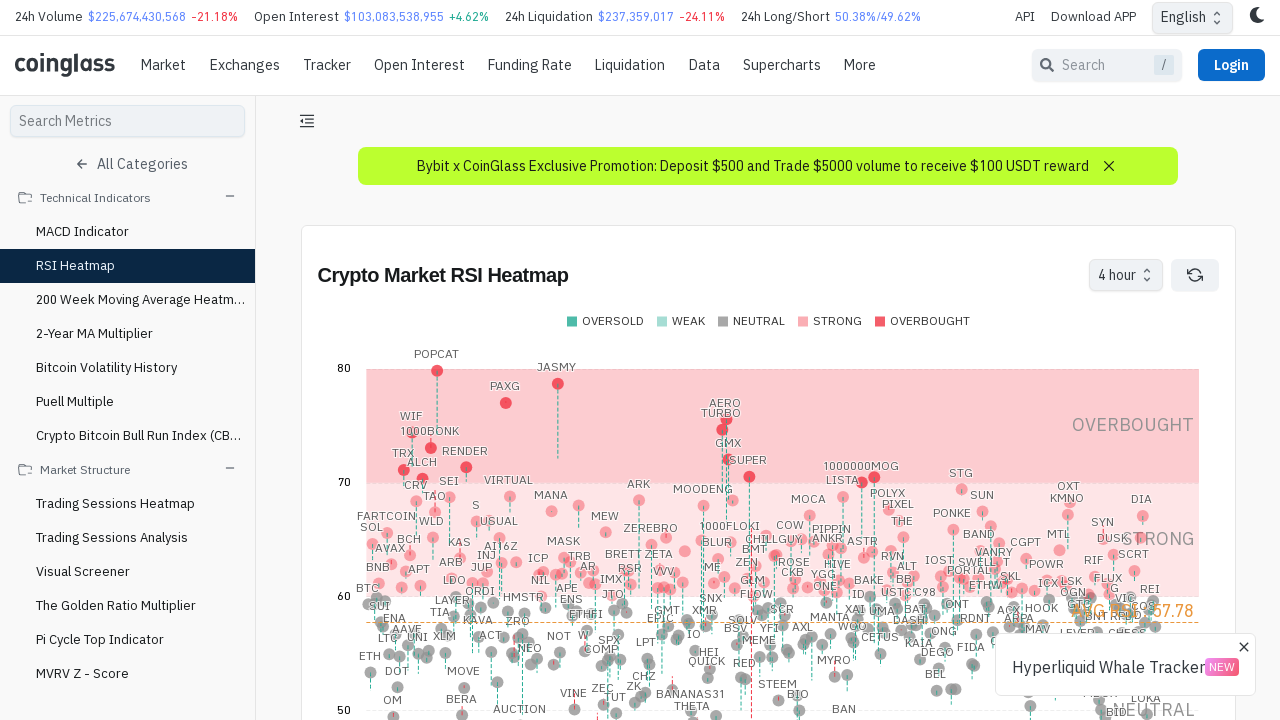 24h Volume $225,674,430,568 -21.18% Open Interest $103,083,538,955 +4.62% 24h Liquidation $237,359,017 -24.11% 24h Long/Short 50.38%/49.62% API Download APP English
coinglass Market Exchanges Tracker Open Interest Funding Rate Liquidation Data Supercharts More Search / Login
Search Metrics
All Categories
Technical Indicators
MACD Indicator
RSI Heatmap
200 Week Moving Average Heatm...
2-Year MA Multiplier
Bitcoin Volatility History
Puell Multiple
Crypto Bitcoin Bull Run Index (CB...
Market Structure
Trading Sessions Heatmap
Trading Sessions Analysis
Visual Screener
The Golden Ratio Multiplier
Pi Cycle Top Indicator
MVRV Z - Score
Bybit x CoinGlass Exclusive Promotion: Deposit $500 and Trade $5000 volume to receive $100 USDT reward
Crypto Market RSI Heatmap
4 hour
OVERSOLD WEAK NEUTRAL STRONG OVERBOUGHT
POPCAT
80 JASMY
PAXG
AERO
WIF TURBO
OVERBOUGHT
1000BONK
GMX
TRX RENDER
ALCH SUPER
1000000MOG
STG
70 CRV SEI VIRTUAL ARK LISTA
TAO MANA MOODENG MOCA POLYX SUN OXT KMNO DIA
S PIXEL
FARTCOIN WLD USUAL MEW THE PONKE SYN
SOL ZEREBRO 1000FLOKI COW PIPPIN BAND MTL
BCH KAS AI16Z MASK BLUR CHILLGUY ANKR ASTR CGPT DUSK STRONG
AVAX INJ ICP TRB BRETT ZETA BMT RVN VANRY SCRT
BNB APT ARB JUP AR RSR VVV ME ZEN ROSE HIVE ALT IOST SWELL POWR RIF
BTC LDO NIL IMX GLM CKB YGG BAKE BB PORTAL SKL ICX LSK FLUX
60 ORDI APE JTO FLOW ONE USTC C98 ETHW OGN G REI
SUI LAYER HMSTR ENS SNX ID ONT HOOK GTC VIC
TIA ETHFI GMT XMR SCR XAI UMA BAT ACX COS
ENA KAVA ZRO EPIC SOLV MANTA DASH RDNT ARPA BNT 57.78
AAVE BSV YFI AXL WOO ONG MAV
LTC UNI XLM ACT NOT W SPX LPT IO MEME CETUS KAIA FIDA
ETH NEO COMP HEI DEGO
DOT MOVE CHZ QUICK RED MYRO BEL
OM BERA VINE ZEC ZK BANANAS31 STEEM
TUT THETA BIO LUKA
50 AUCTION BAN BID NEUTRAL
Hyperliquid Whale Tracker NEW